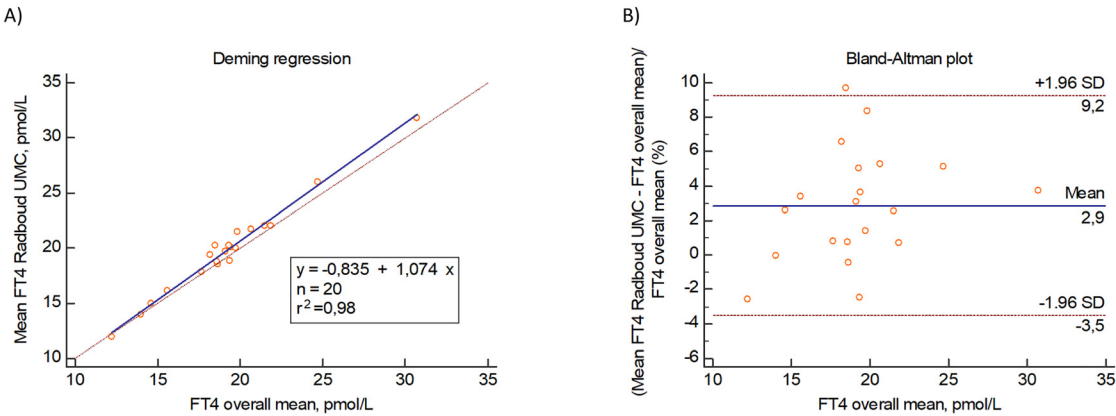 A)
Deming regression
Mean FT4 Radboud UMC, pmol/L
35
30
25
20
15
10
y = -0,835 + 1,074 x
n = 20
r² =0,98
10 15 20 25 30 35
FT4 overall mean, pmol/L
B)
Bland-Altman plot
(Mean FT4 Radboud UMC - FT4 overall mean)/
FT4 overall mean (%)
10
8
6
4
2
0
-2
-4
-6
+1.96 SD
9,2
Mean
2,9
-1.96 SD
-3,5
10 15 20 25 30 35
FT4 overall mean, pmol/L